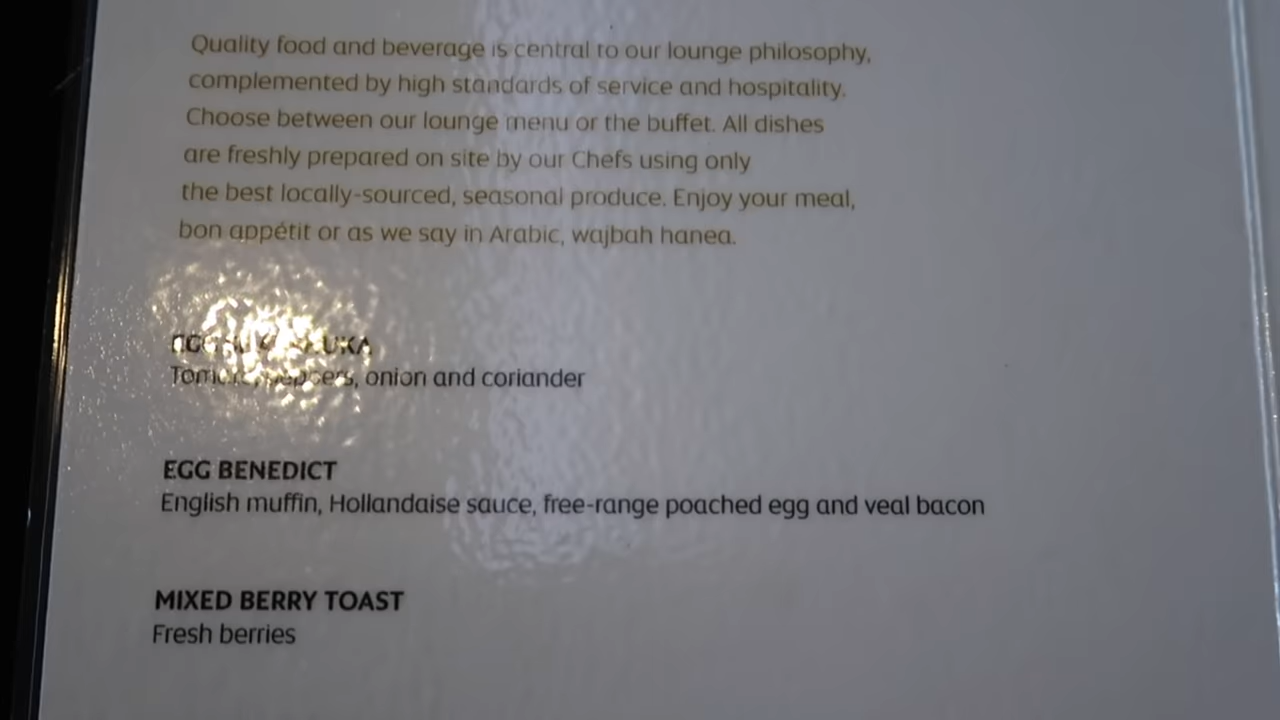 Quality food and beverage is central to our lounge philosophy,
complemented by high standards of service and hospitality.
Choose between our lounge menu or the buffet. All dishes
are freshly prepared on site by our Chefs using only
the best locally-sourced, seasonal produce. Enjoy your meal,
bon appétit or as we say in Arabic, wajbah hanea.
EGG
onion and coriander
EGG BENEDICT
English muffin, Hollandaise sauce, free-range poached egg and veal bacon
MIXED BERRY TOAST
Fresh berries